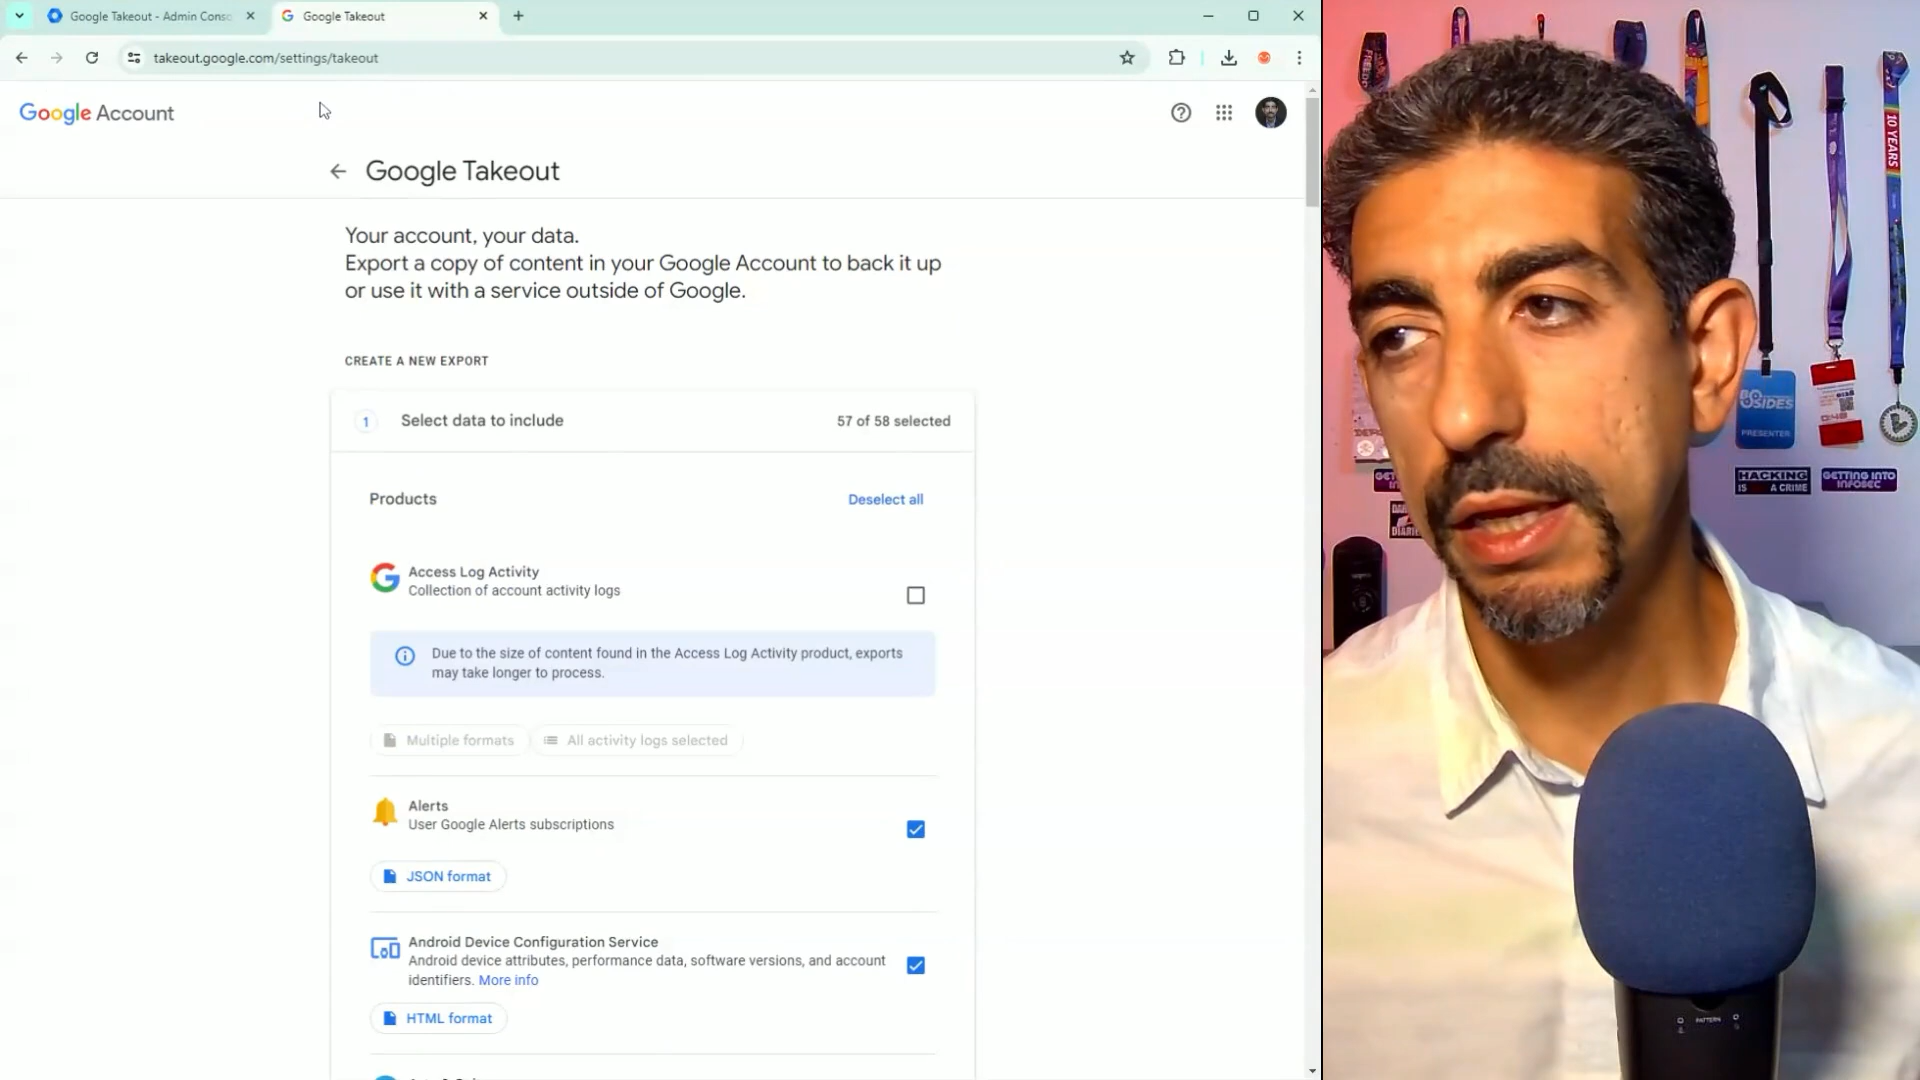 Google Takeout - Admin Conso
Google Takeout
takeout.google.com/settings/takeout
Google Account
Google Takeout
Your account, your data.
Export a copy of content in your Google Account to back it up
or use it with a service outside of Google.
CREATE A NEW EXPORT
1 Select data to include 57 of 58 selected
Products Deselect all
Access Log Activity
Collection of account activity logs
Due to the size of content found in the Access Log Activity product, exports
may take longer to process.
Multiple formats All activity logs selected
Alerts
User Google Alerts subscriptions
JSON format
Android Device Configuration Service
Android device attributes, performance data, software versions, and account
identifiers. More info
HTML format
10 YEARS
BSIDES
PRESENTER
HACKING
IS A CRIME
GETTING INTO
INFOSEC
PATTERN